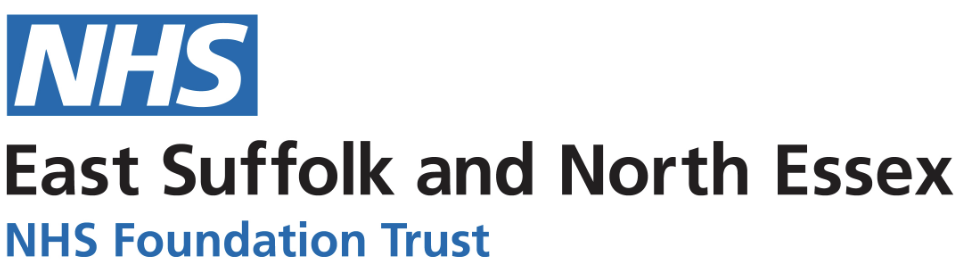 NHS
East Suffolk and North Essex
NHS Foundation Trust